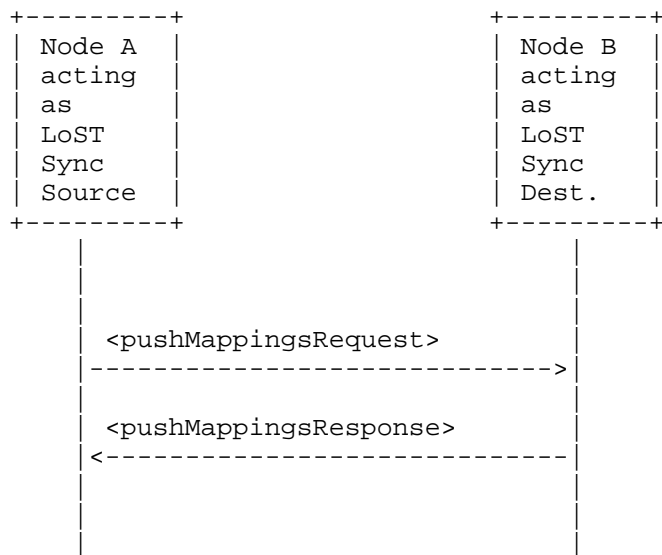 Node A Node B
acting acting
as as
LoST LoST
Sync Sync
Source Dest.
<pushMappingsRequest>
<pushMappingsResponse>